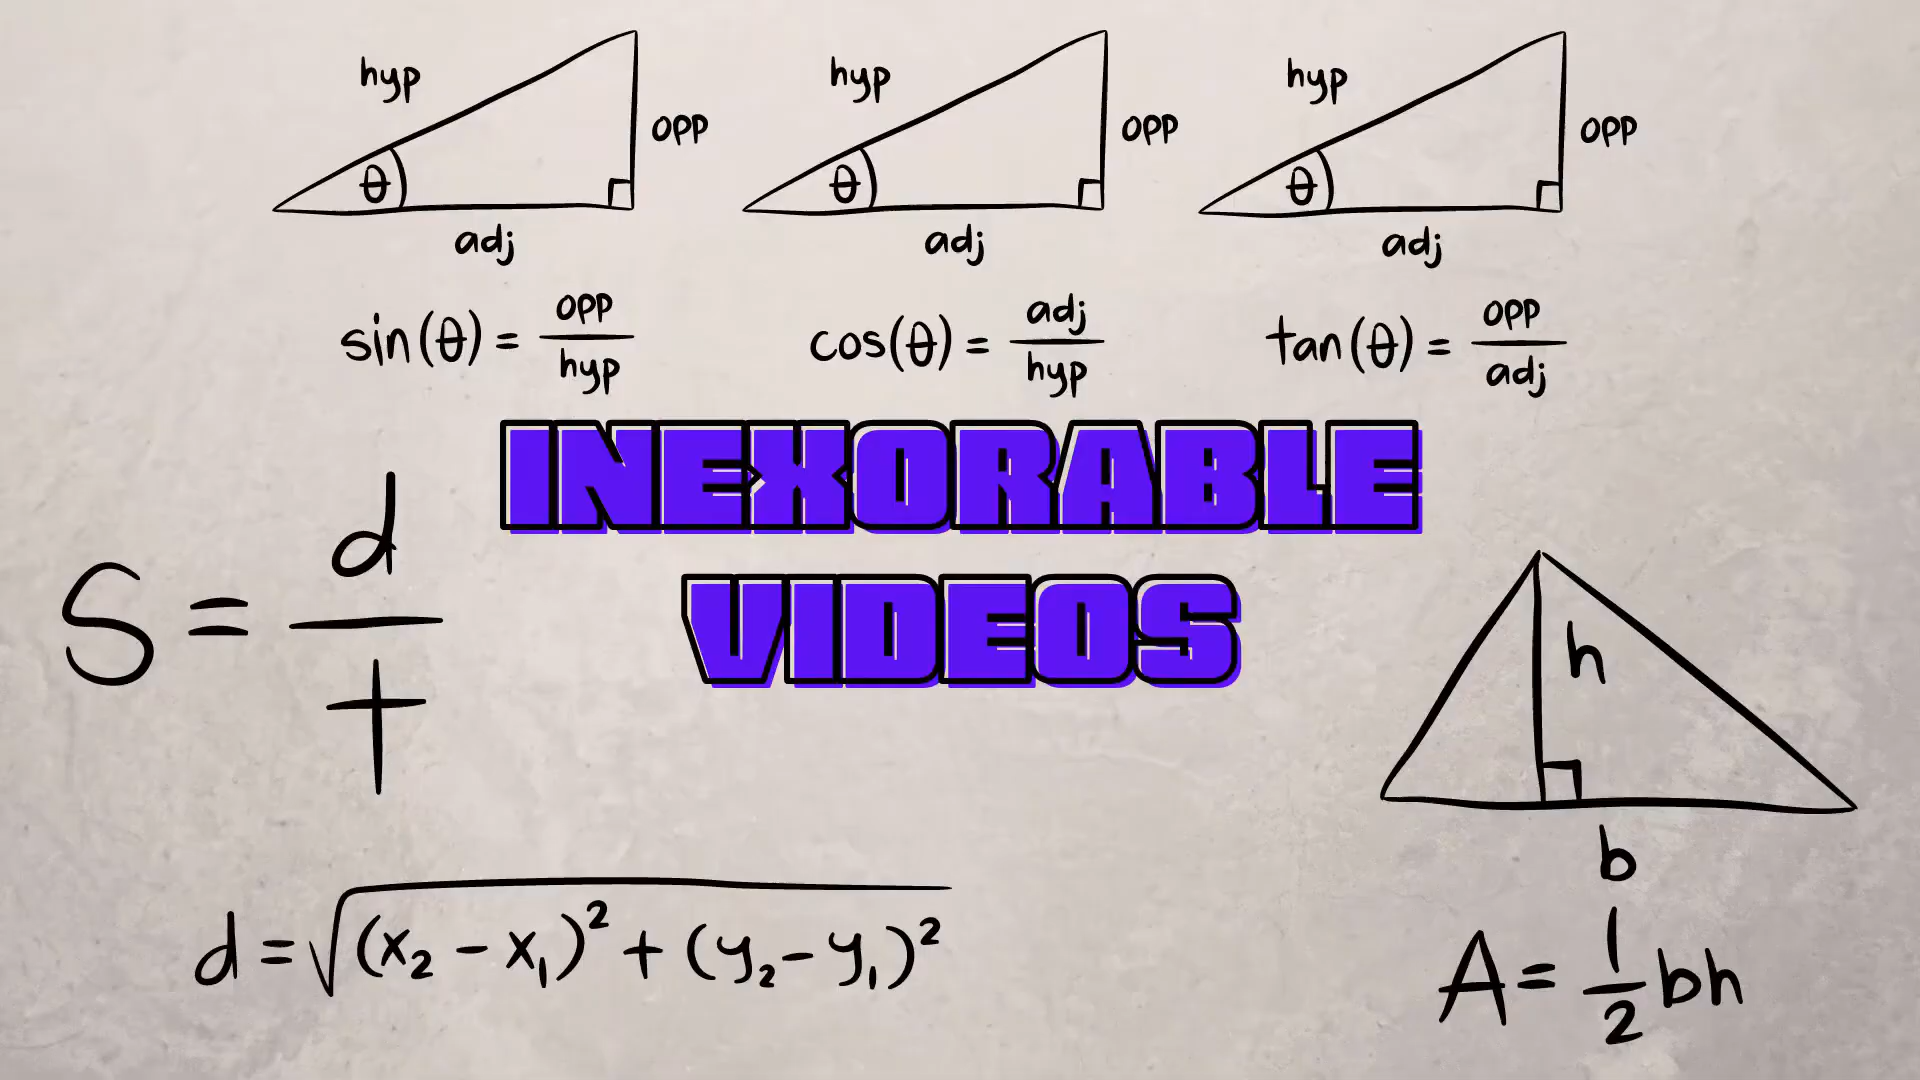 hyp
opp
θ
adj
sin(θ) = opp/hyp
hyp
opp
θ
adj
cos(θ) = adj/hyp
hyp
opp
θ
adj
tan(θ) = opp/adj
INEXORABLE
VIDEOS
S = d/t
h
b
A = 1/2 bh
d = √(x₂ - x₁)² + (y₂ - y₁)²